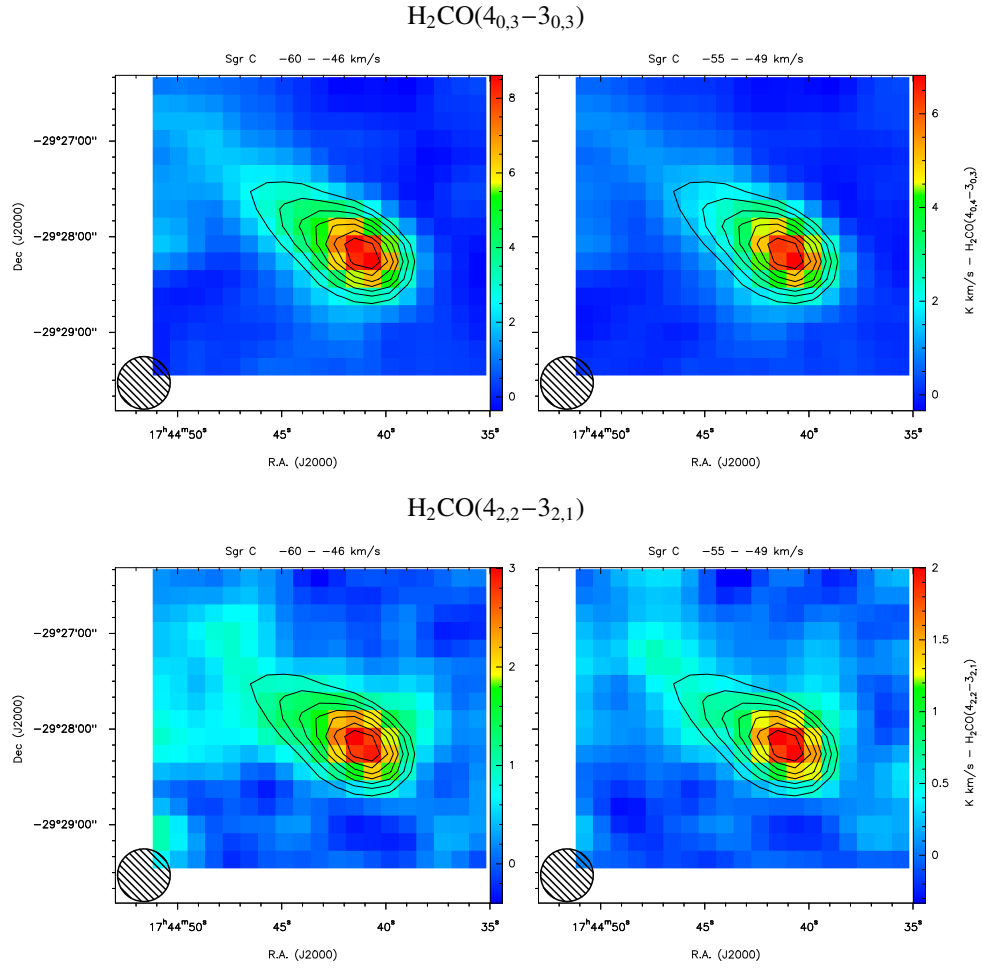 H₂CO(4₀,₃−3₀,₃)
Sgr C −60 − −46 km/s
Sgr C −55 − −49 km/s
8
6
4
2
0
6
4
2
0
−29°27'00"
−29°28'00"
−29°29'00"
Dec (J2000)
K km/s − H₂CO(4₀,₄−3₀,₃)
17ʰ44ᵐ50ˢ 45ˢ 40ˢ 35ˢ
17ʰ44ᵐ50ˢ 45ˢ 40ˢ 35ˢ
R.A. (J2000)
R.A. (J2000)
H₂CO(4₂,₂−3₂,₁)
Sgr C −60 − −46 km/s
Sgr C −55 − −49 km/s
3
2
1
0
2
1.5
1
0.5
0
−29°27'00"
−29°28'00"
−29°29'00"
Dec (J2000)
K km/s − H₂CO(4₂,₂−3₂,₁)
17ʰ44ᵐ50ˢ 45ˢ 40ˢ 35ˢ
17ʰ44ᵐ50ˢ 45ˢ 40ˢ 35ˢ
R.A. (J2000)
R.A. (J2000)